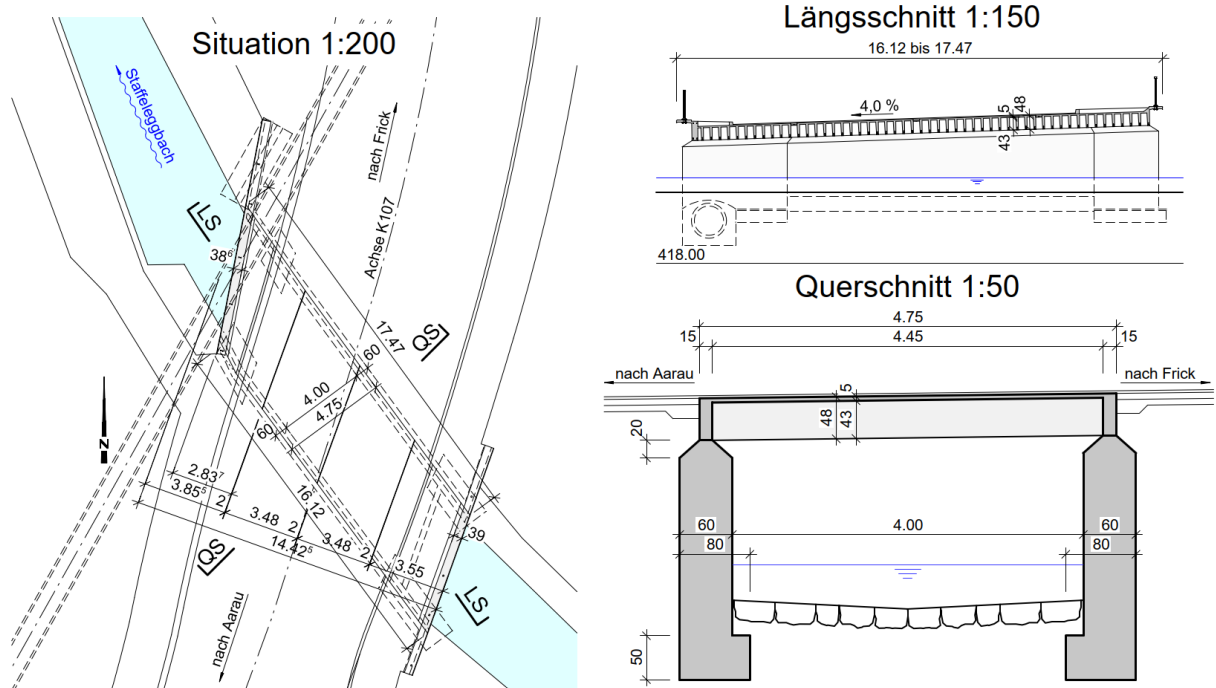 Situation 1:200
Staffeleggbach
nach Frick
Achse K107
LS
38⁶
17.47
QS
60
4.00
4.75
60
N
2.83⁷
3.85⁵
2
3.48
2
16.12
14.42⁵
3.48
2
3.55
39
QS
LS
nach Aarau
Längsschnitt 1:150
16.12 bis 17.47
4,0 %
5
48
43
418.00
Querschnitt 1:50
4.75
15
4.45
15
nach Aarau
nach Frick
5
48
43
20
60
4.00
60
80
80
50